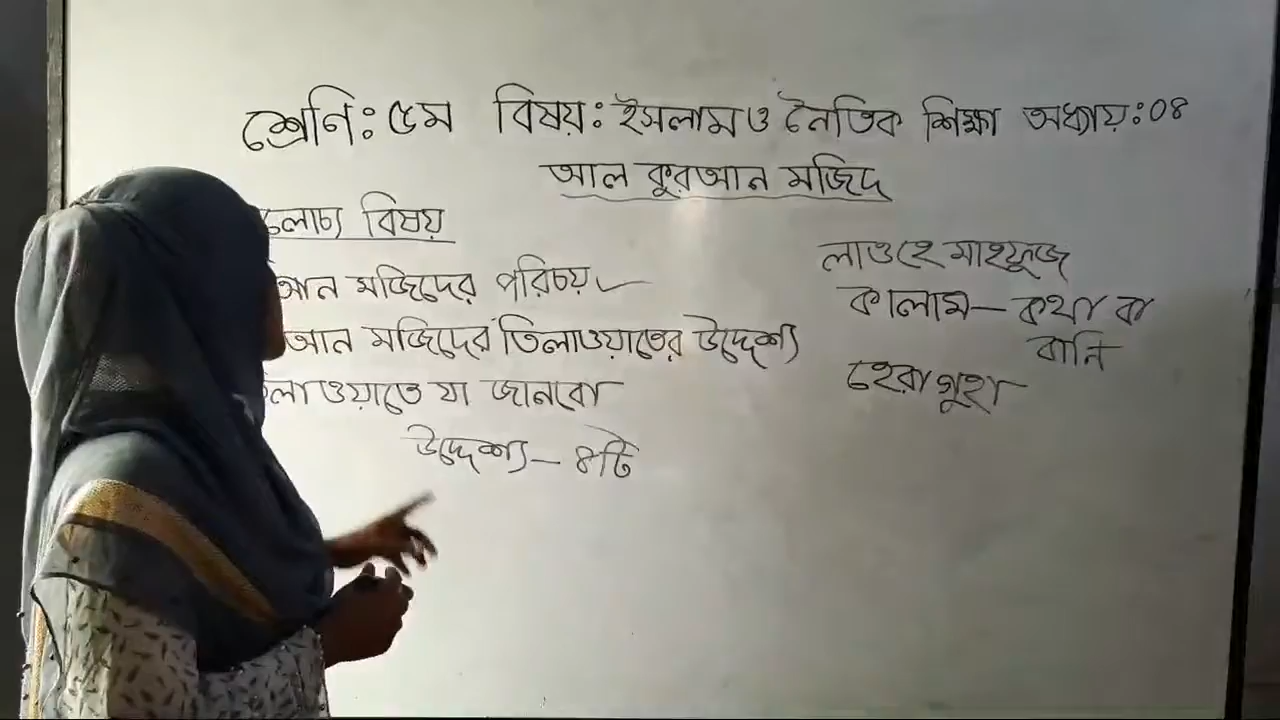 শ্রেণি: ৫ম বিষয়: ইসলাম ও নৈতিক শিক্ষা অধ্যায়: ০৪
আল কুরআন মজিদ
লোচ্য বিষয়
আন মজিদের পরিচয়
আন মজিদের তিলাওয়াতের উদ্দেশ্য
লাওয়াতে যা জানবো
উদ্দেশ্য – ৪টি
লাওহে মাহফুজ
কালাম – কথা বা
বানি
হেরা গুহা